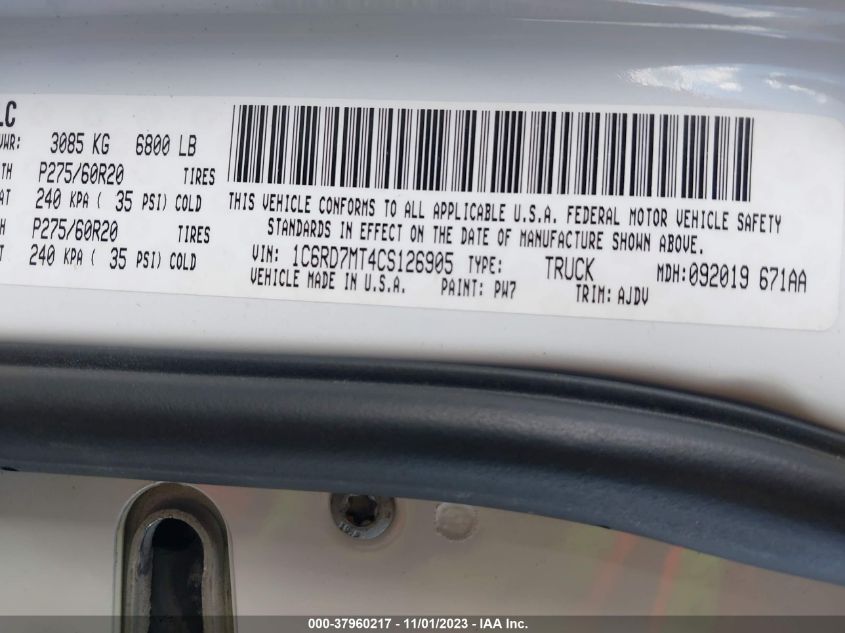 LC
VWR: 3085 KG 6800 LB
TH P275/60R20 TIRES
AT 240 KPA ( 35 PSI) COLD
H P275/60R20 TIRES
T 240 KPA ( 35 PSI) COLD
THIS VEHICLE CONFORMS TO ALL APPLICABLE U.S.A. FEDERAL MOTOR VEHICLE SAFETY
STANDARDS IN EFFECT ON THE DATE OF MANUFACTURE SHOWN ABOVE.
VIN: 1C6RD7MT4CS126905 TYPE: TRUCK MDH:092019 671AA
VEHICLE MADE IN U.S.A. PAINT: PW7 TRIM: AJDV
000-37960217 - 11/01/2023 - IAA Inc.